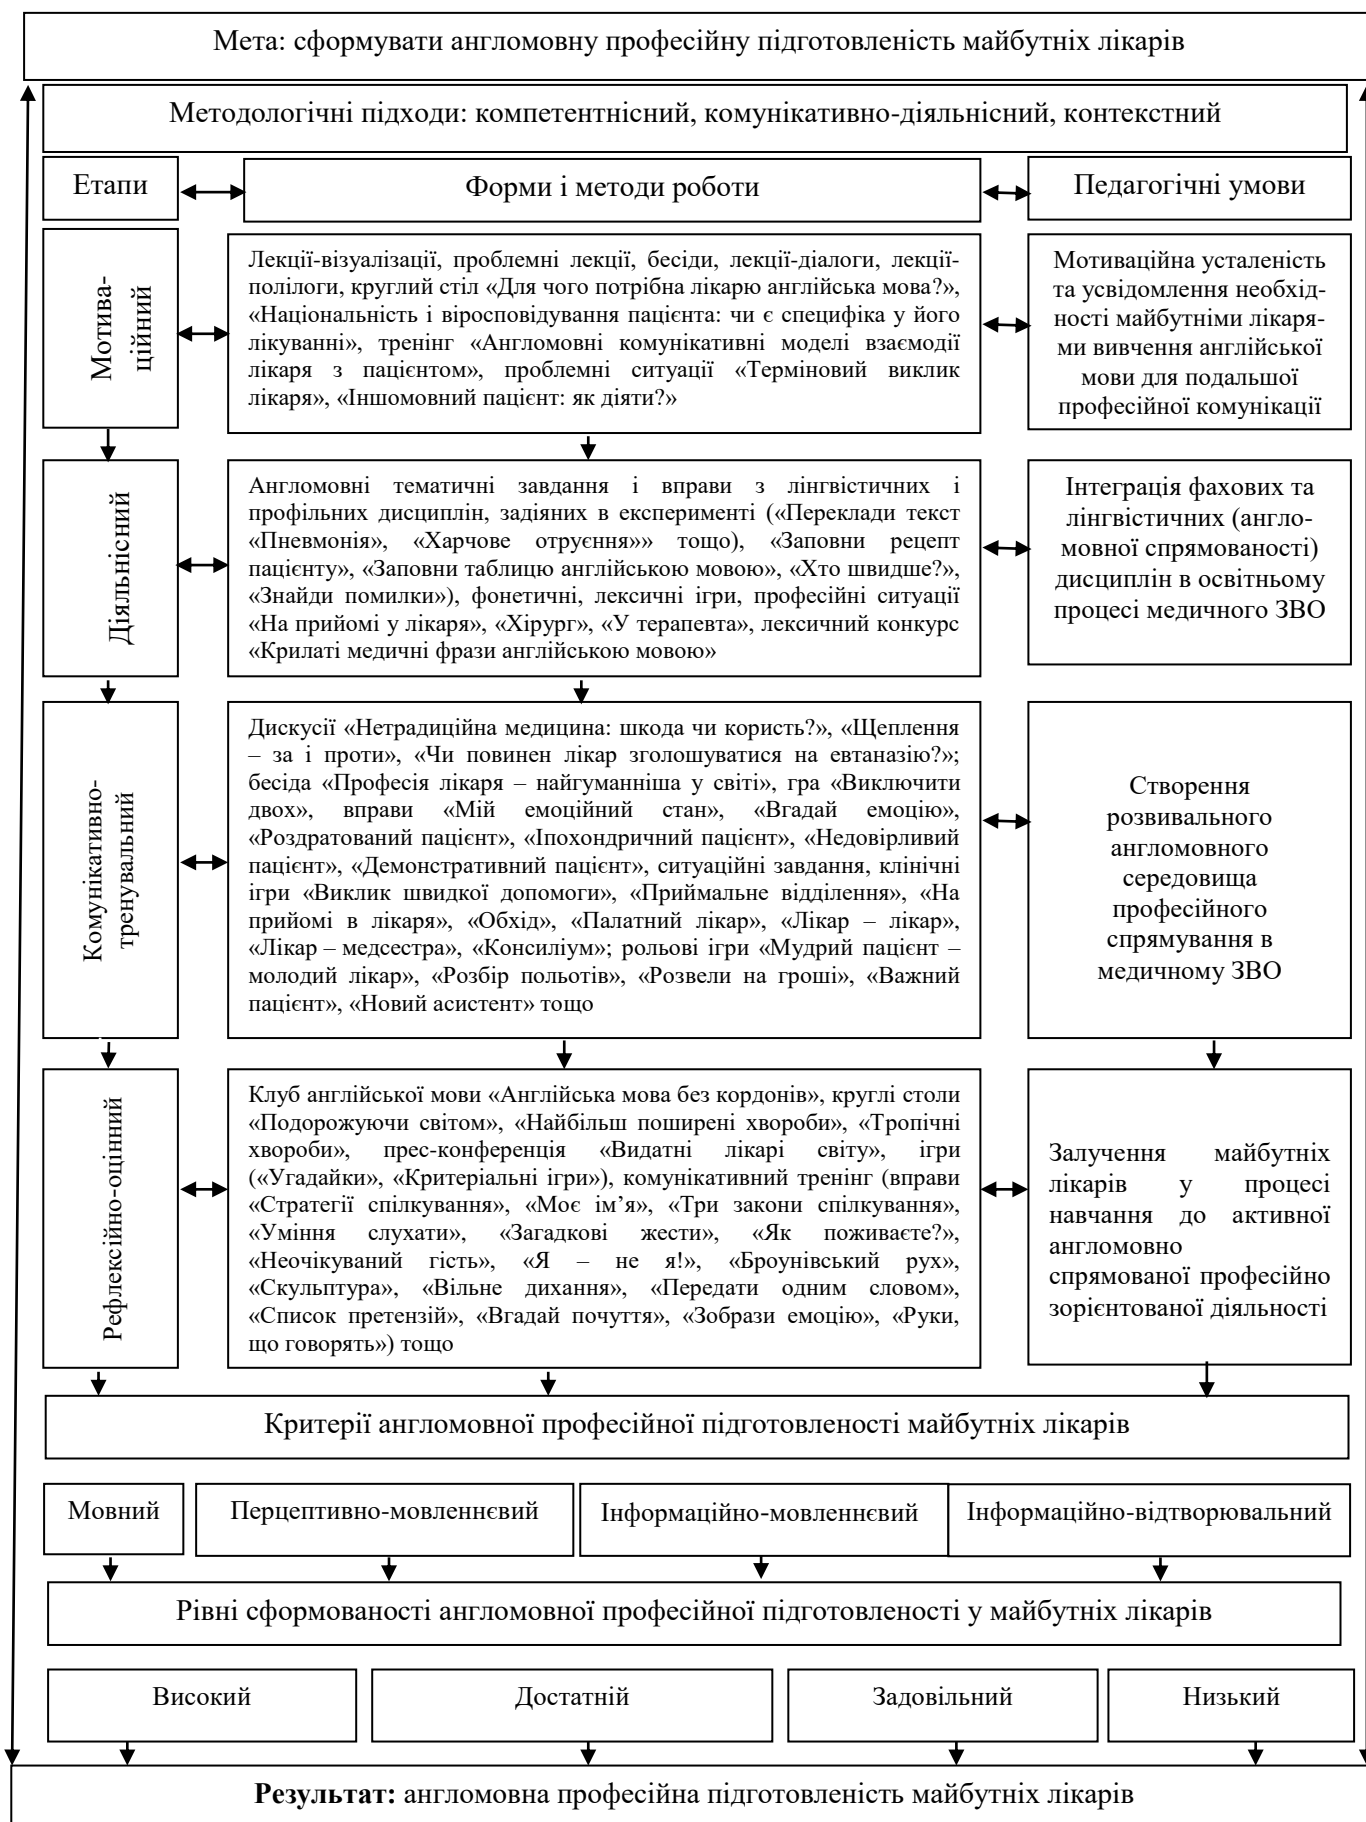 Мета: сформувати англомовну професійну підготовленість майбутніх лікарів
Методологічні підходи: компетентнісний, комунікативно-діяльнісний, контекстний
Етапи
Форми і методи роботи
Педагогічні умови
Мотива-
ційний
Лекції-візуалізації, проблемні лекції, бесіди, лекції-діалоги, лекції-
полілоги, круглий стіл «Для чого потрібна лікарю англійська мова?»,
«Національність і віросповідування пацієнта: чи є специфіка у його
лікуванні», тренінг «Англомовні комунікативні моделі взаємодії
лікаря з пацієнтом», проблемні ситуації «Терміновий виклик
лікаря», «Іншомовний пацієнт: як діяти?»
Мотиваційна усталеність
та усвідомлення необхід-
ності майбутніми лікаря-
ми вивчення англійської
мови для подальшої
професійної комунікації
Діяльнісний
Англомовні тематичні завдання і вправи з лінгвістичних і
профільних дисциплін, задіяних в експерименті («Переклади текст
«Пневмонія», «Харчове отруєння»» тощо), «Заповни рецепт
пацієнту», «Заповни таблицю англійською мовою», «Хто швидше?»,
«Знайди помилки»), фонетичні, лексичні ігри, професійні ситуації
«На прийомі у лікаря», «Хірург», «У терапевта», лексичний конкурс
«Крилаті медичні фрази англійською мовою»
Інтеграція фахових та
лінгвістичних (англо-
мовної спрямованості)
дисциплін в освітньому
процесі медичного ЗВО
Комунікативно-
тренувальний
Дискусії «Нетрадиційна медицина: шкода чи користь?», «Щеплення
– за і проти», «Чи повинен лікар зголошуватися на евтаназію?»;
бесіда «Професія лікаря – найгуманніша у світі», гра «Виключити
двох», вправи «Мій емоційний стан», «Вгадай емоцію»,
«Роздратований пацієнт», «Іпохондричний пацієнт», «Недовірливий
пацієнт», «Демонстративний пацієнт», ситуаційні завдання, клінічні
ігри «Виклик швидкої допомоги», «Приймальне відділення», «На
прийомі в лікаря», «Обхід», «Палатний лікар», «Лікар – лікар»,
«Лікар – медсестра», «Консиліум»; рольові ігри «Мудрий пацієнт –
молодий лікар», «Розбір польотів», «Розвели на гроші», «Важний
пацієнт», «Новий асистент» тощо
Створення
розвивального
англомовного
середовища
професійного
спрямування в
медичному ЗВО
Рефлексійно-оцінний
Клуб англійської мови «Англійська мова без кордонів», круглі столи
«Подорожуючи світом», «Найбільш поширені хвороби», «Тропічні
хвороби», прес-конференція «Видатні лікарі світу», ігри
(«Угадайки», «Критеріальні ігри»), комунікативний тренінг (вправи
«Стратегії спілкування», «Моє ім’я», «Три закони спілкування»,
«Уміння слухати», «Загадкові жести», «Як поживаєте?»,
«Неочікуваний гість», «Я – не я!», «Броунівський рух»,
«Скульптура», «Вільне дихання», «Передати одним словом»,
«Список претензій», «Вгадай почуття», «Зобрази емоцію», «Руки,
що говорять») тощо
Залучення майбутніх
лікарів у процесі
навчання до активної
англомовно
спрямованої професійно
зорієнтованої діяльності
Критерії англомовної професійної підготовленості майбутніх лікарів
Мовний
Перцептивно-мовленнєвий
Інформаційно-мовленнєвий
Інформаційно-відтворювальний
Рівні сформованості англомовної професійної підготовленості у майбутніх лікарів
Високий
Достатній
Задовільний
Низький
Результат: англомовна професійна підготовленість майбутніх лікарів